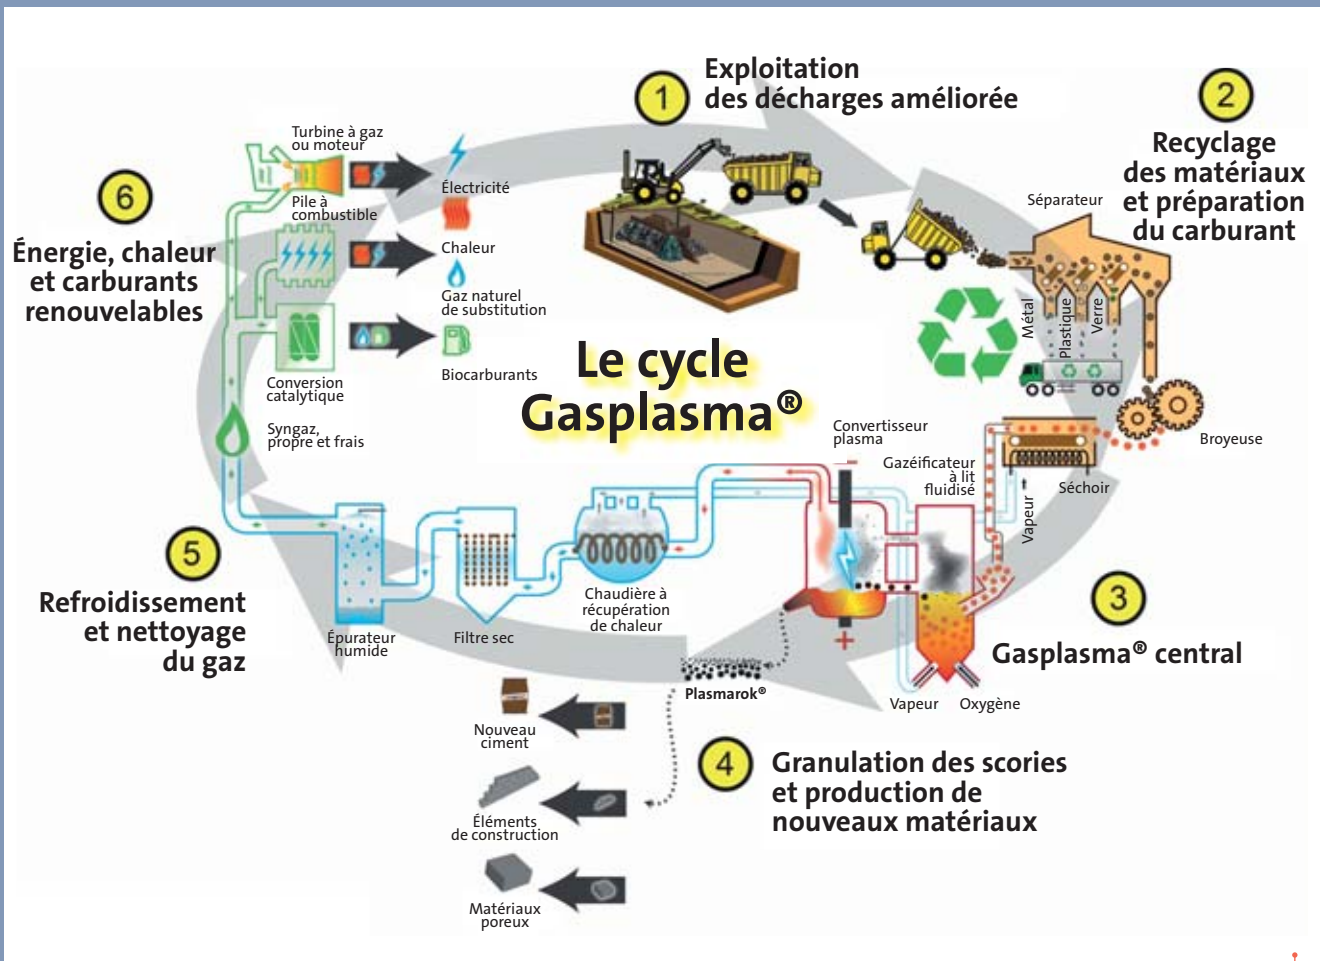 1
Exploitation
des décharges améliorée
2
Recyclage
des matériaux
et préparation
du carburant
Séparateur
Métal
Plastique
Verre
Broyeuse
Séchoir
Vapeur
Le cycle
Gasplasma®
Convertisseur
plasma
Gazéificateur
à lit
fluidisé
3
Gasplasma® central
Vapeur
Oxygène
+
Plasmarok®
4
Granulation des scories
et production de
nouveaux matériaux
Nouveau
ciment
Éléments
de construction
Matériaux
poreux
5
Refroidissement
et nettoyage
du gaz
Chaudière à
récupération
de chaleur
Filtre sec
Épurateur
humide
6
Énergie, chaleur
et carburants
renouvelables
Syngaz,
propre et frais
Turbine à gaz
ou moteur
Pile à
combustible
Conversion
catalytique
Électricité
Chaleur
Gaz naturel
de substitution
Biocarburants